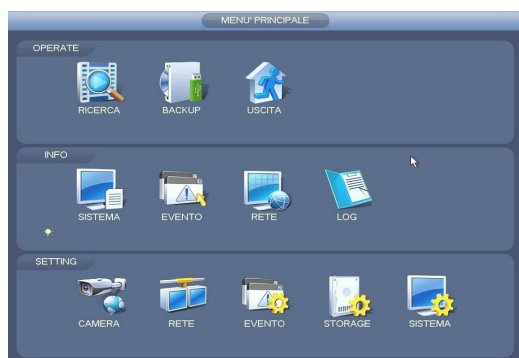 MENU' PRINCIPALE
OPERATE
RICERCA BACKUP USCITA
INFO
SISTEMA EVENTO RETE LOG
SETTING
CAMERA RETE EVENTO STORAGE SISTEMA